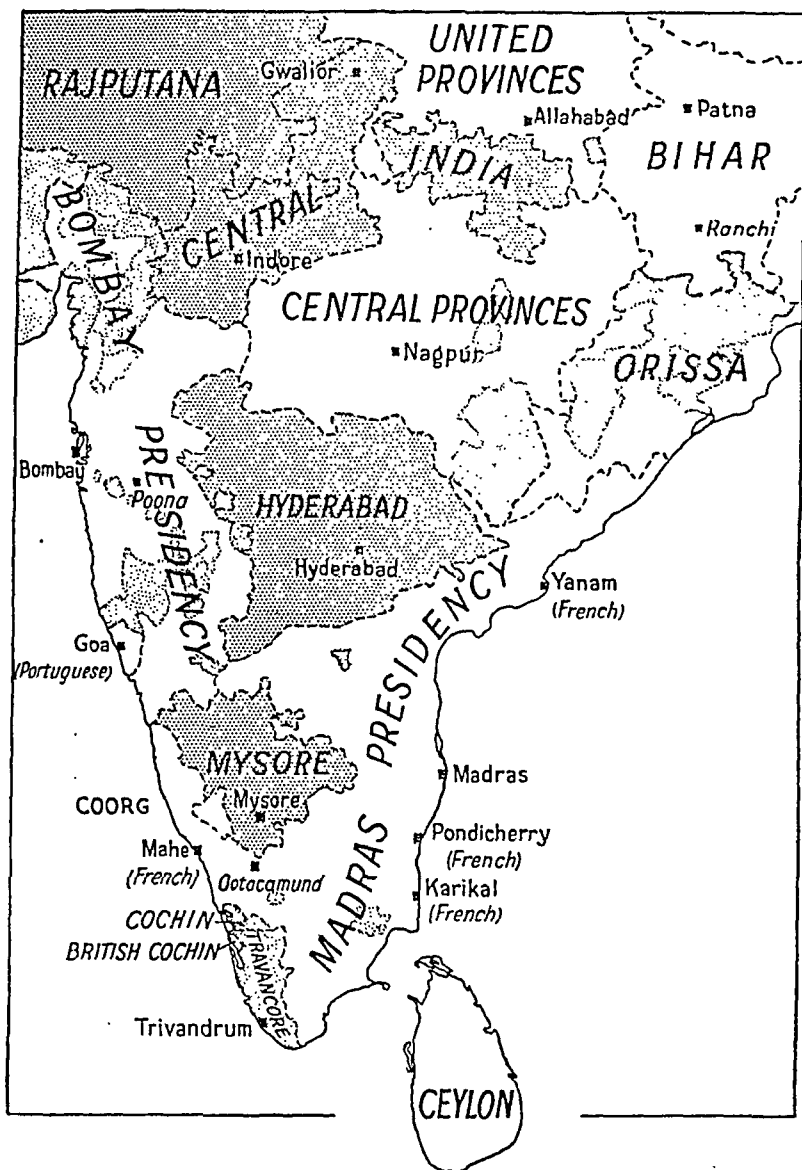 UNITED
PROVINCES
RAJPUTANA
Gwalior
Allahabad
Patna
INDIA
BIHAR
BOMBAY
CENTRAL
Ranchi
Indore
CENTRAL PROVINCES
Nagpur
ORISSA
PRESIDENCY
Bombay
Poona
HYDERABAD
Hyderabad
Yanam
(French)
Goa
(Portuguese)
MADRAS PRESIDENCY
MYSORE
Mysore
Madras
COORG
Mahe
(French)
Ootacamund
Pondicherry
(French)
Karikal
(French)
COCHIN
BRITISH COCHIN
TRAVANCORE
Trivandrum
CEYLON